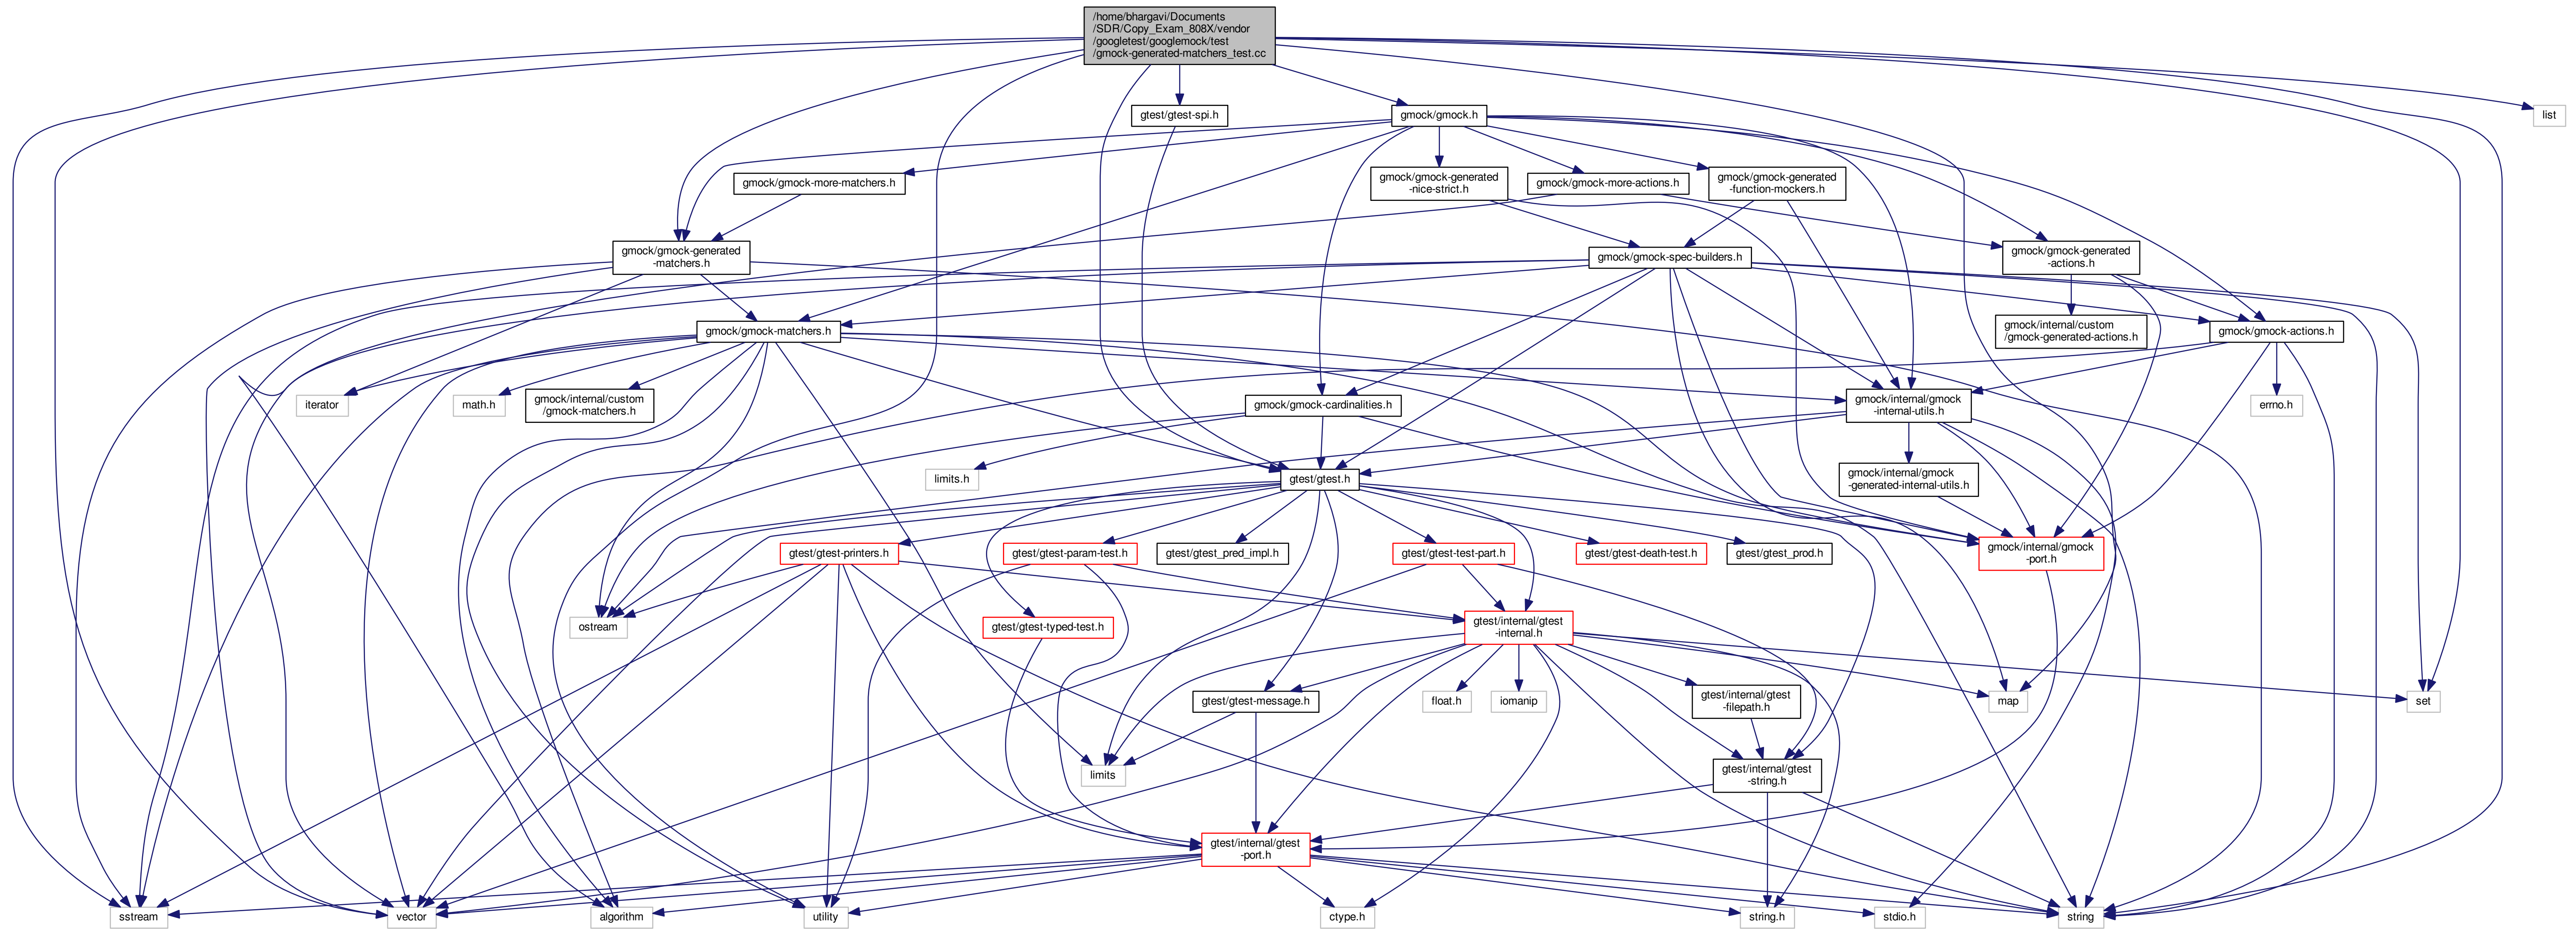 /home/bhargavi/Documents
/SDR/Copy_Exam_808X/vendor
/googletest/googlemock/test
/gmock-generated-matchers_test.cc
gtest/gtest-spi.h
gmock/gmock.h
list
gmock/gmock-more-matchers.h
gmock/gmock-generated
-nice-strict.h
gmock/gmock-more-actions.h
gmock/gmock-generated
-function-mockers.h
gmock/gmock-generated
-matchers.h
gmock/gmock-spec-builders.h
gmock/gmock-generated
-actions.h
gmock/gmock-matchers.h
gmock/internal/custom
/gmock-generated-actions.h
gmock/gmock-actions.h
iterator
math.h
gmock/internal/custom
/gmock-matchers.h
gmock/gmock-cardinalities.h
gmock/internal/gmock
-internal-utils.h
errno.h
limits.h
gtest/gtest.h
gmock/internal/gmock
-generated-internal-utils.h
gtest/gtest-printers.h
gtest/gtest-param-test.h
gtest/gtest_pred_impl.h
gtest/gtest-test-part.h
gtest/gtest-death-test.h
gtest/gtest_prod.h
gmock/internal/gmock
-port.h
ostream
gtest/gtest-typed-test.h
gtest/internal/gtest
-internal.h
gtest/gtest-message.h
float.h
iomanip
gtest/internal/gtest
-filepath.h
map
set
limits
gtest/internal/gtest
-string.h
gtest/internal/gtest
-port.h
sstream
vector
algorithm
utility
ctype.h
string.h
stdio.h
string